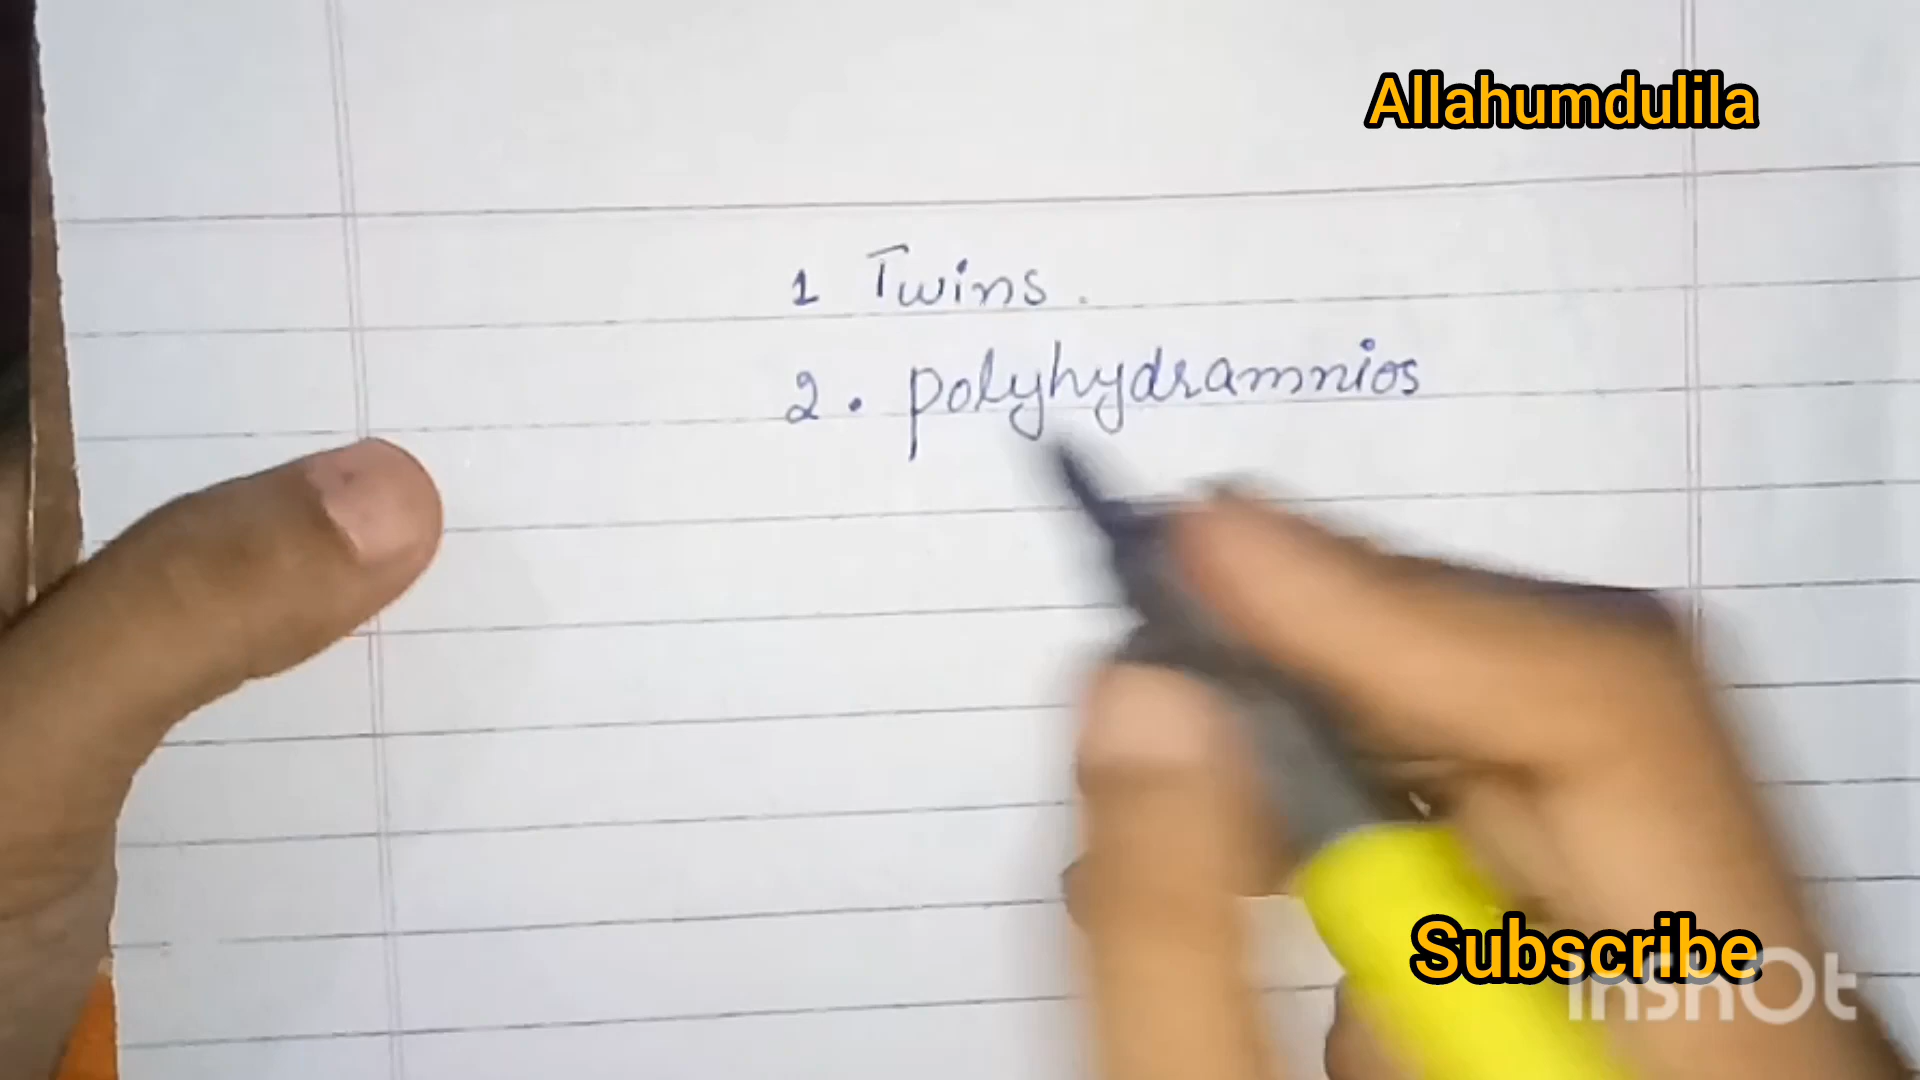 Allahumdulila
1 Twins.
2. polyhydramnios
Subscribe
InShOt